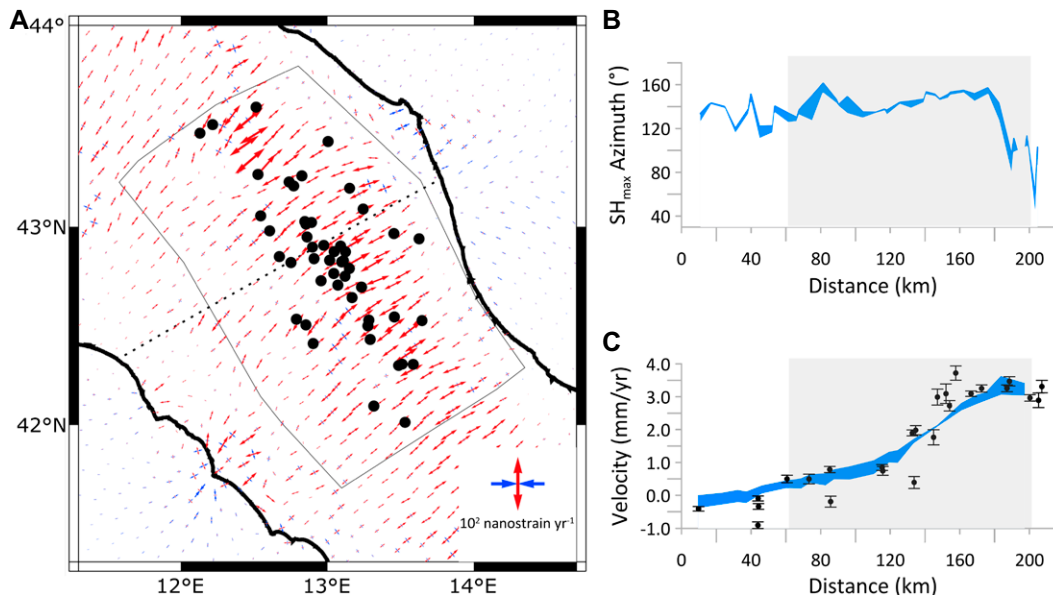 A
44°
43°N
42°N
12°E
13°E
14°E
10² nanostrain yr⁻¹
B
SHmax Azimuth (°)
160
120
80
40
0
40
80
120
160
200
Distance (km)
C
Velocity (mm/yr)
4.0
3.0
2.0
1.0
0.0
-1.0
0
40
80
120
160
200
Distance (km)